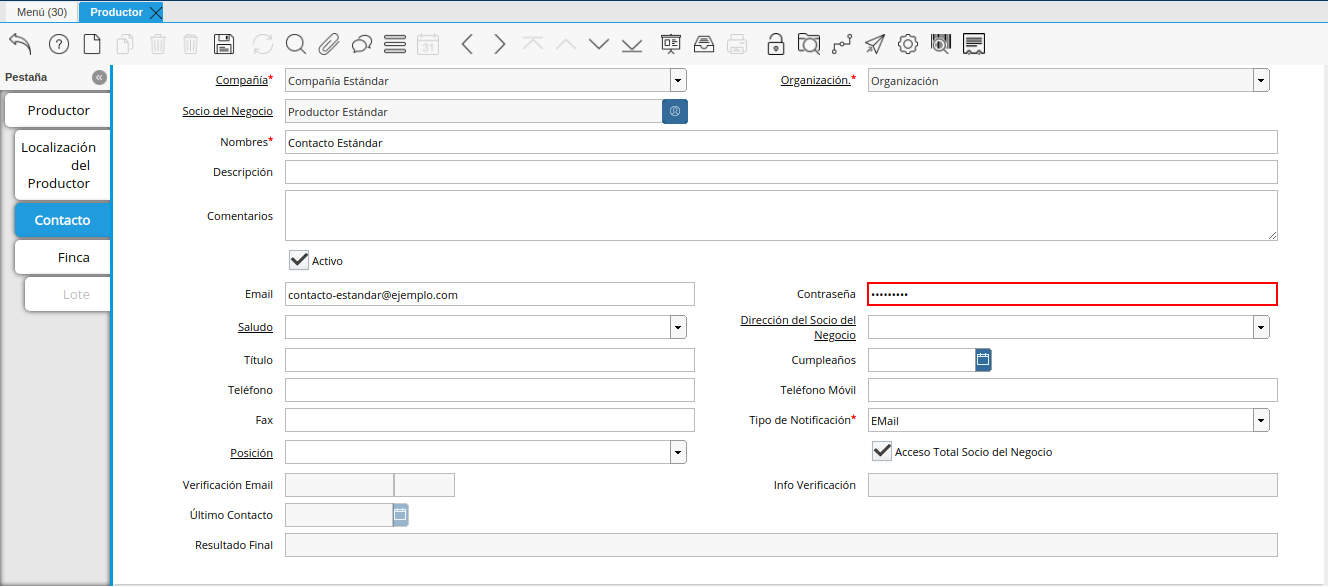 Menú (30) Productor
31
Pestaña
Productor
Localización
del
Productor
Contacto
Finca
Lote
Compañía* Compañía Estándar Organización.* Organización
Socio del Negocio Productor Estándar
Nombres* Contacto Estándar
Descripción
Comentarios
Activo
Email contacto-estandar@ejemplo.com Contraseña •••••••••
Saludo Dirección del Socio del
Negocio
Título Cumpleaños
Teléfono Teléfono Móvil
Fax Tipo de Notificación* EMail
Posición Acceso Total Socio del Negocio
Verificación Email Info Verificación
Último Contacto
Resultado Final